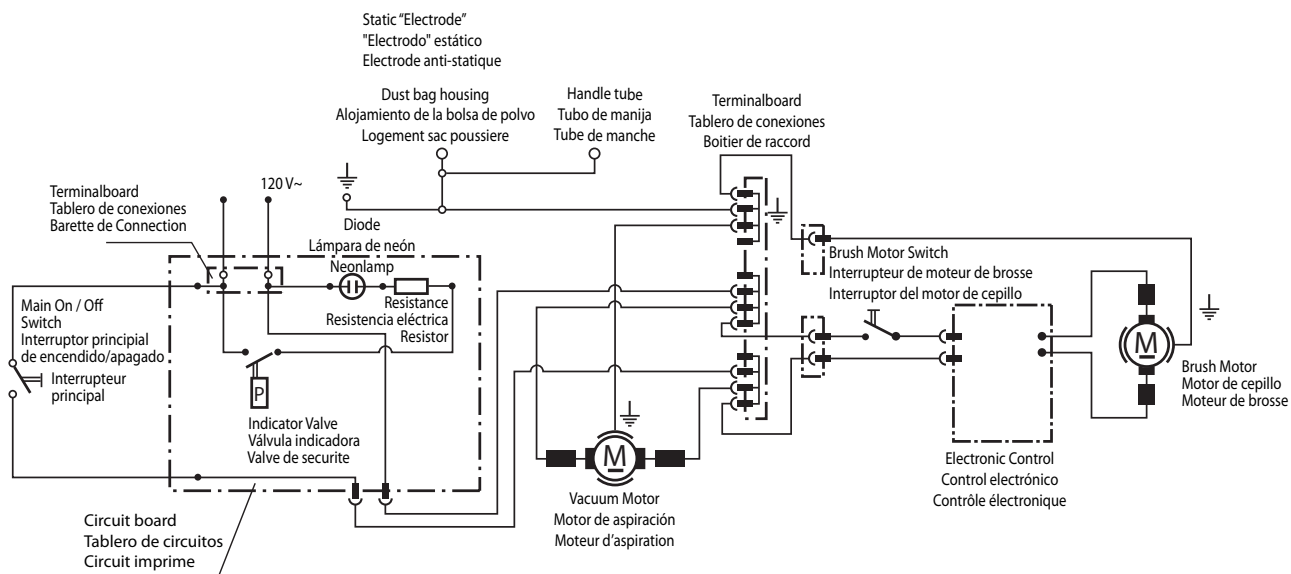 Static “Electrode”
"Electrodo" estático
Electrode anti-statique
Dust bag housing
Alojamiento de la bolsa de polvo
Logement sac poussiere
Handle tube
Tubo de manija
Tube de manche
Terminalboard
Tablero de conexiones
Boitier de raccord
Terminalboard
Tablero de conexiones
Barette de Connection
120 V~
Diode
Lámpara de neón
Neonlamp
Resistance
Resistencia eléctrica
Resistor
Main On / Off
Switch
Interruptor principial
de encendido/apagado
Interrupteur
principal
P
Indicator Valve
Válvula indicadora
Valve de securite
Circuit board
Tablero de circuitos
Circuit imprime
M
Vacuum Motor
Motor de aspiración
Moteur d’aspiration
Brush Motor Switch
Interrupteur de moteur de brosse
Interruptor del motor de cepillo
Electronic Control
Control electrónico
Contrôle électronique
M
Brush Motor
Motor de cepillo
Moteur de brosse